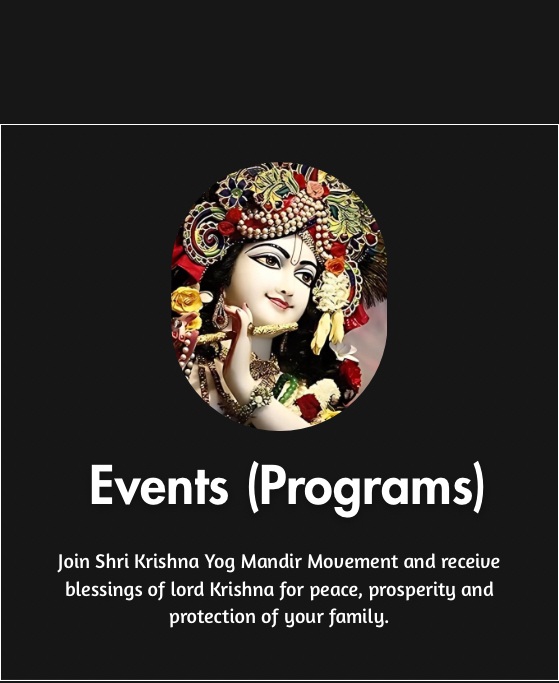 Events (Programs)
Join Shri Krishna Yog Mandir Movement and receive
blessings of lord Krishna for peace, prosperity and
protection of your family.